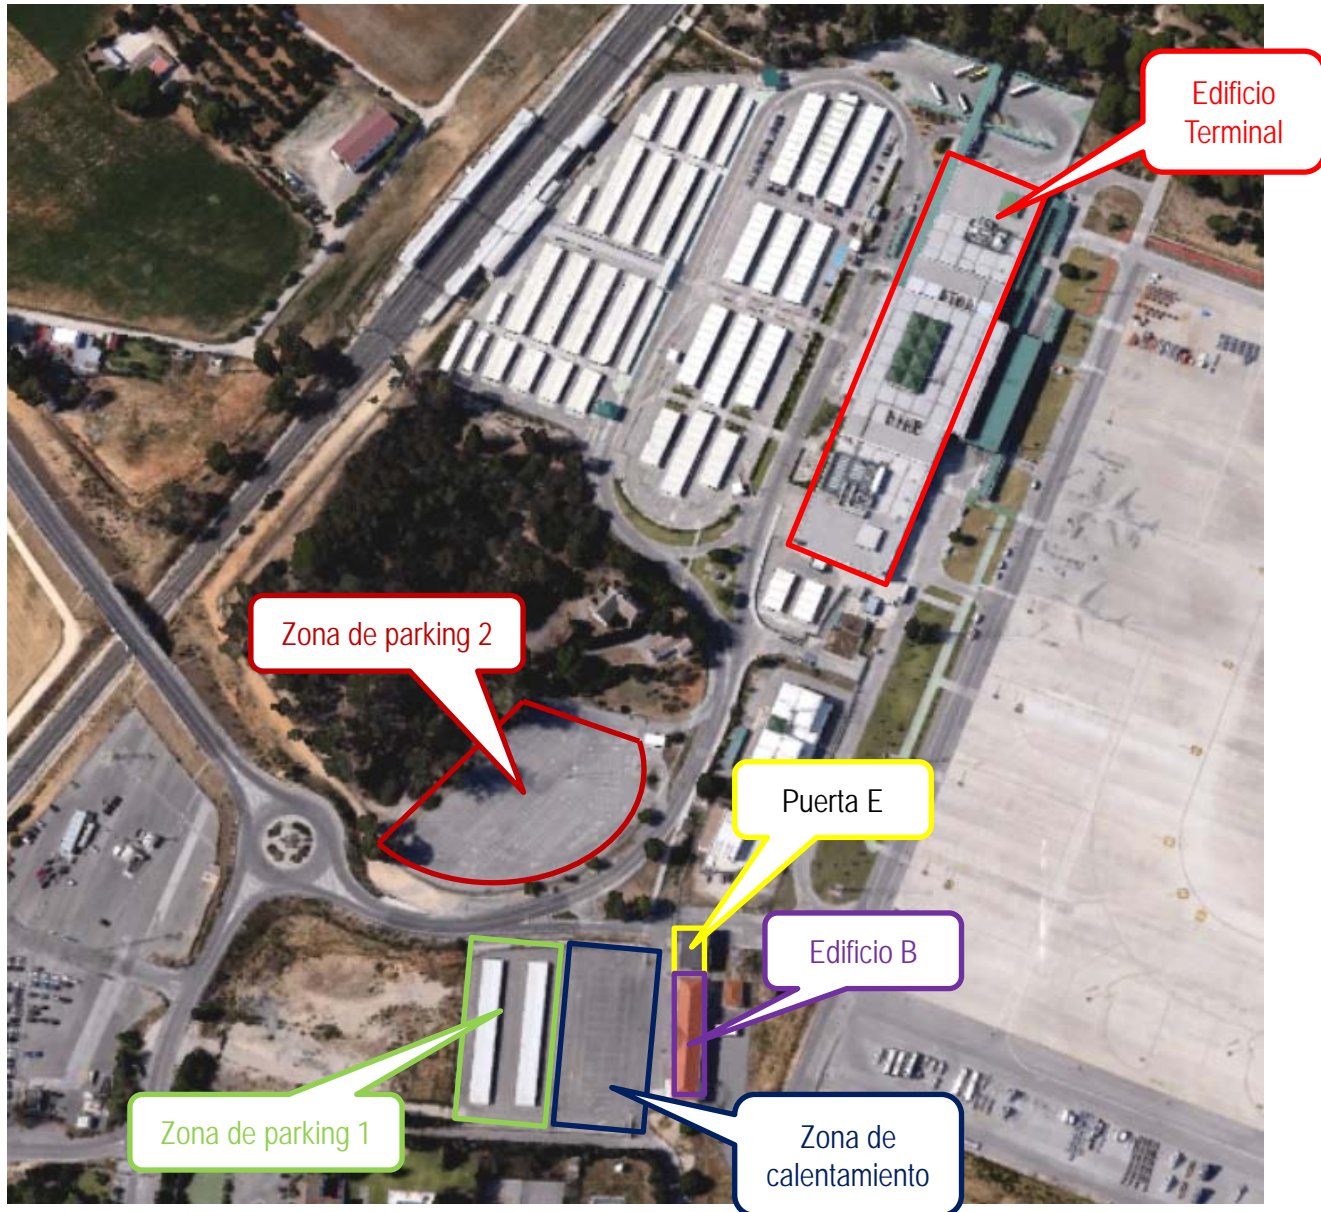 Edificio
Terminal
Zona de parking 2
Puerta E
Edificio B
Zona de parking 1
Zona de
calentamiento